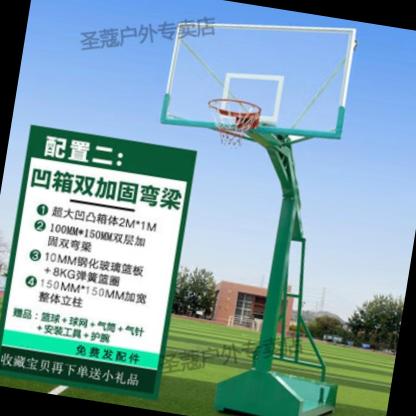 圣蔻户外专卖店
配置二:
凹箱双加固弯梁
1 超大凹凸箱体2M*1M
2 100MM*150MM双层加
固双弯梁
3 10MM钢化玻璃篮板
+8KG弹簧篮圈
4 150MM*150MM加宽
整体立柱
赠品:篮球+球网+气筒+气针
+安装工具+护腕
免费发配件
收藏宝贝再下单送小礼品
圣蔻户外专卖店